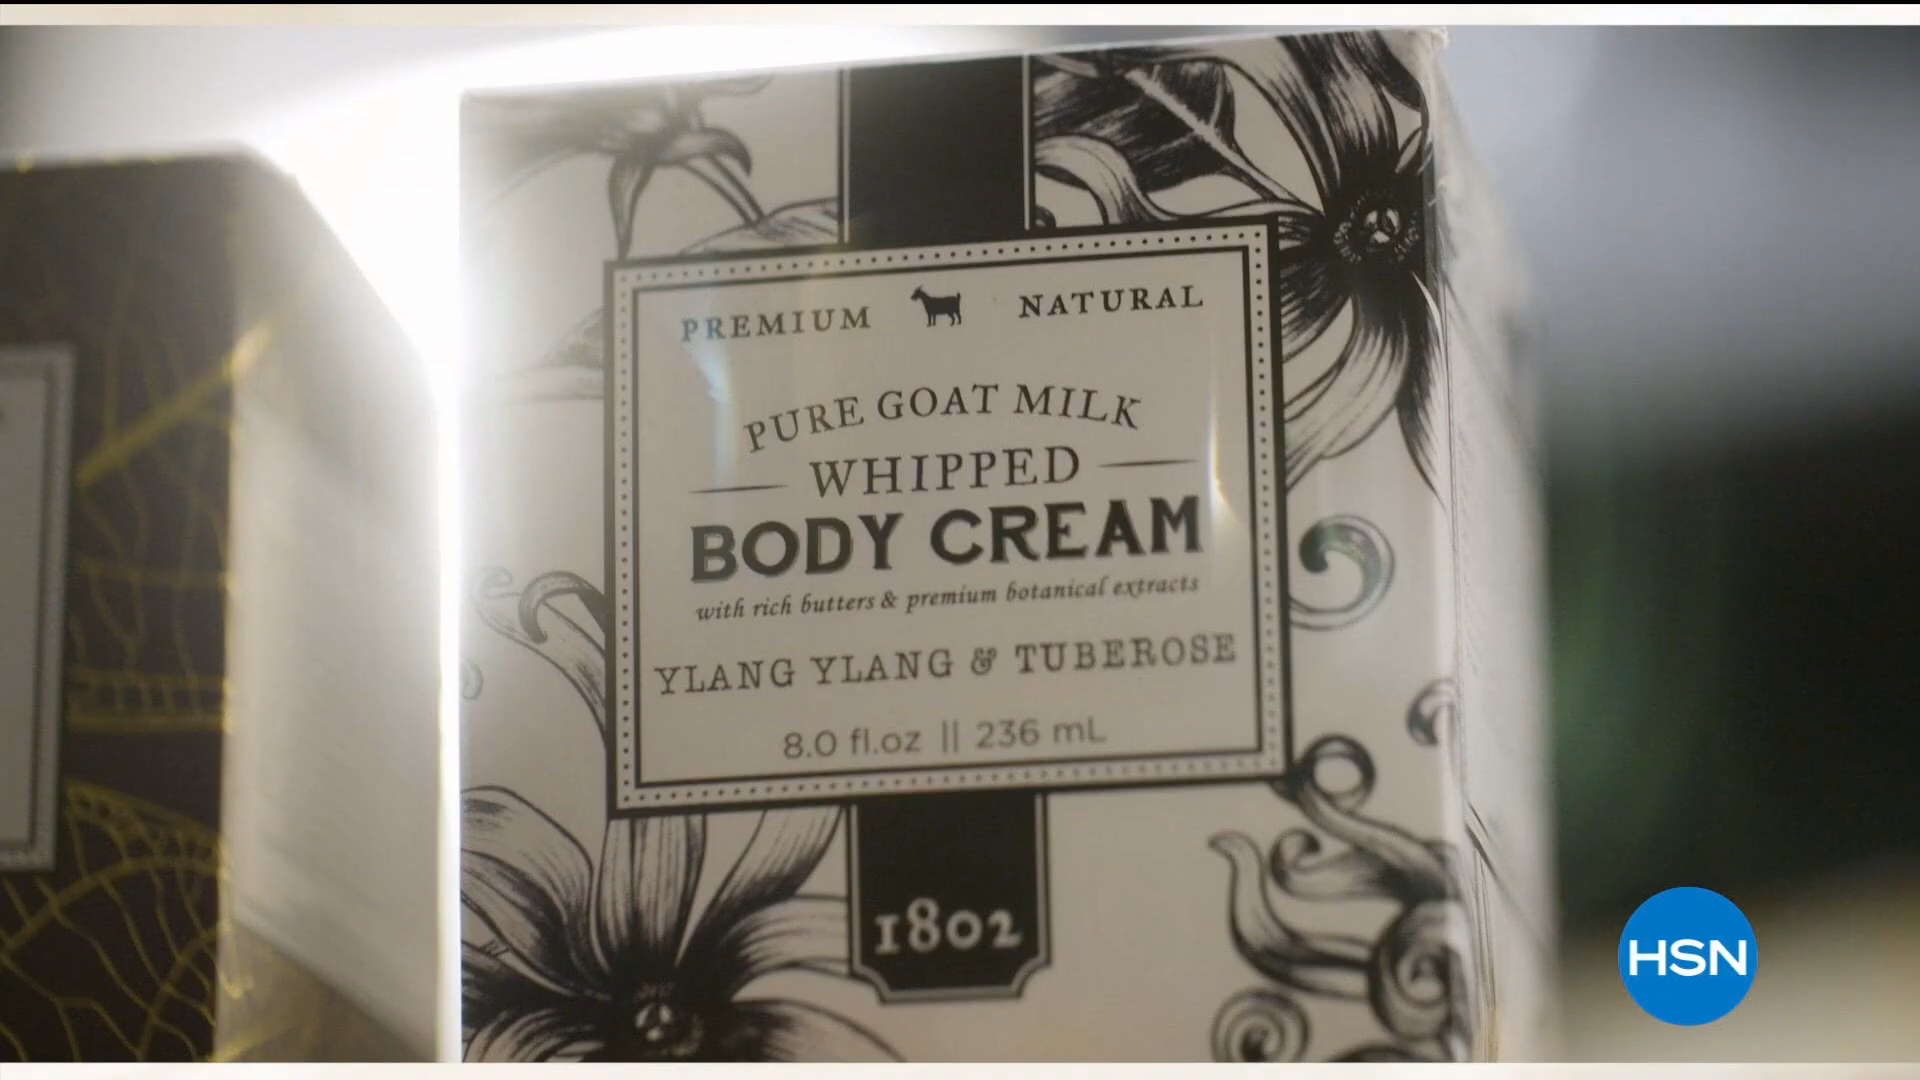 PREMIUM NATURAL
PURE GOAT MILK
WHIPPED
BODY CREAM
with rich butters & premium botanical extracts
YLANG YLANG & TUBEROSE
8.0 fl.oz || 236 mL
1802
HSN